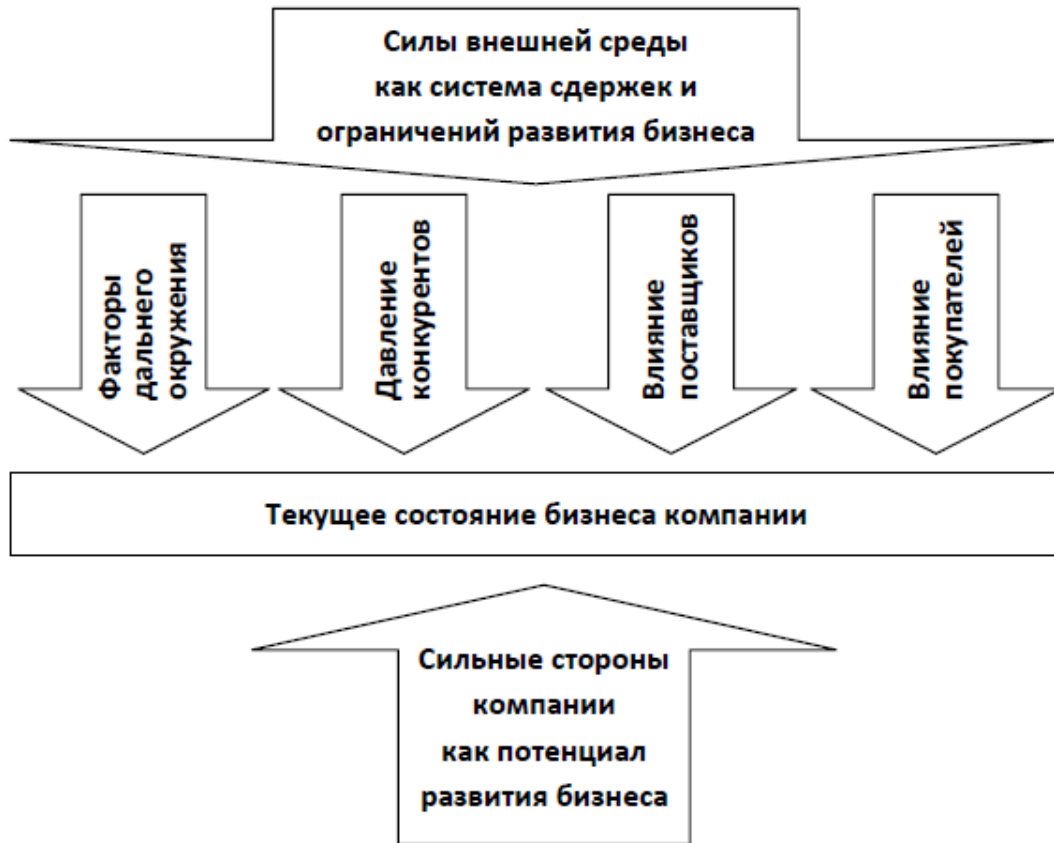 Силы внешней среды
как система сдержек и
ограничений развития бизнеса
Факторы
дальнего
окружения
Давление
конкурентов
Влияние
поставщиков
Влияние
покупателей
Текущее состояние бизнеса компании
Сильные стороны
компании
как потенциал
развития бизнеса